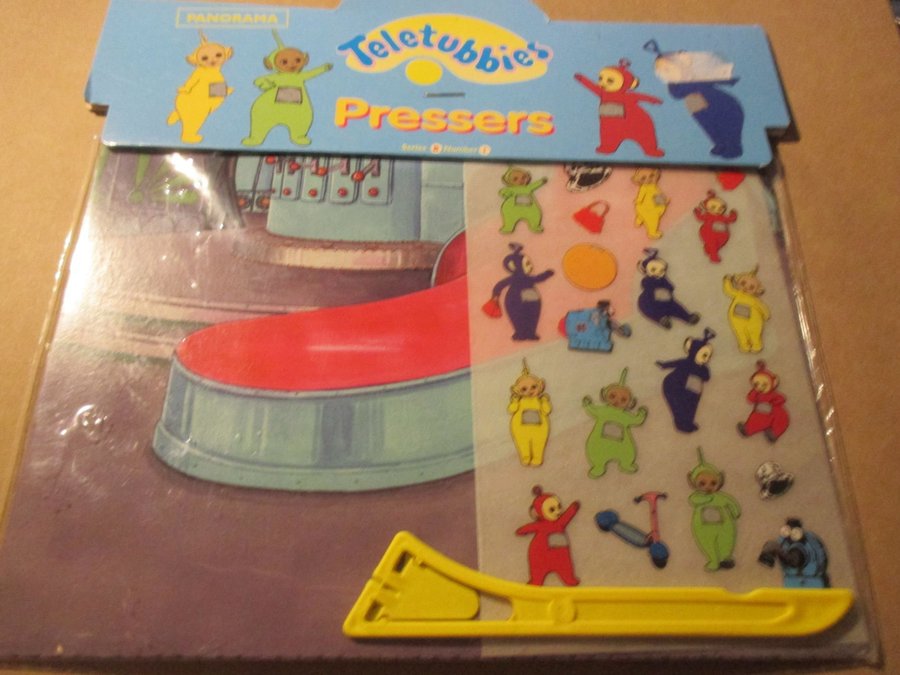 PANORAMA
Teletubbies
Pressers
Series B Number